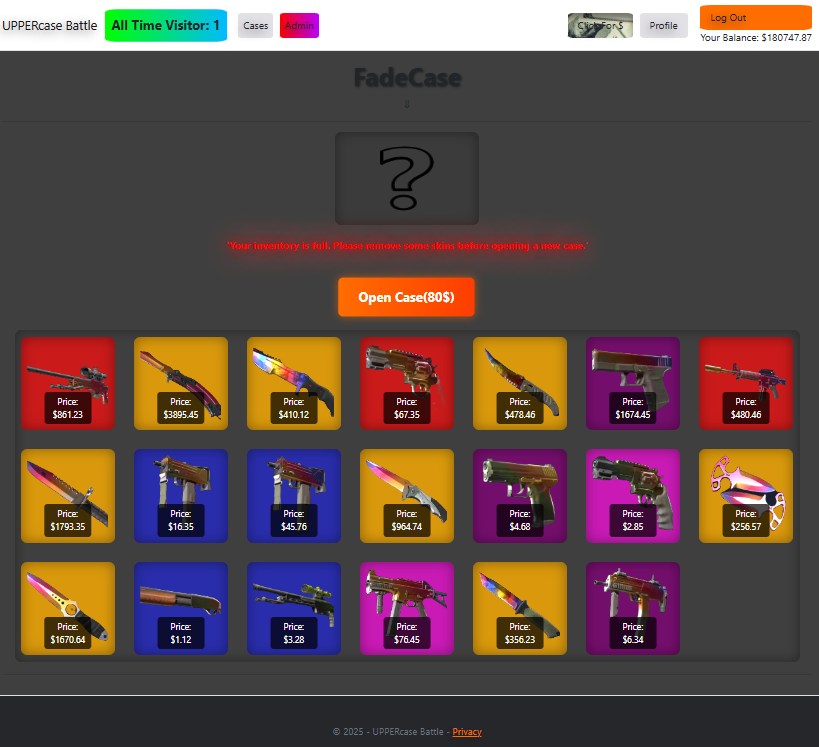 UPPERcase Battle
All Time Visitor: 1
Cases
Admin
Click For $
Profile
Log Out
Your Balance: $180747.87
FadeCase
?
'Your inventory is full. Please remove some skins before opening a new case.'
Open Case(80$)
Price:
$861.23
Price:
$3895.45
Price:
$410.12
Price:
$67.35
Price:
$478.46
Price:
$1674.45
Price:
$480.46
Price:
$1793.35
Price:
$16.35
Price:
$45.76
Price:
$964.74
Price:
$4.68
Price:
$2.85
Price:
$256.57
Price:
$1670.64
Price:
$1.12
Price:
$3.28
Price:
$76.45
Price:
$356.23
Price:
$6.34
© 2025 - UPPERcase Battle - Privacy